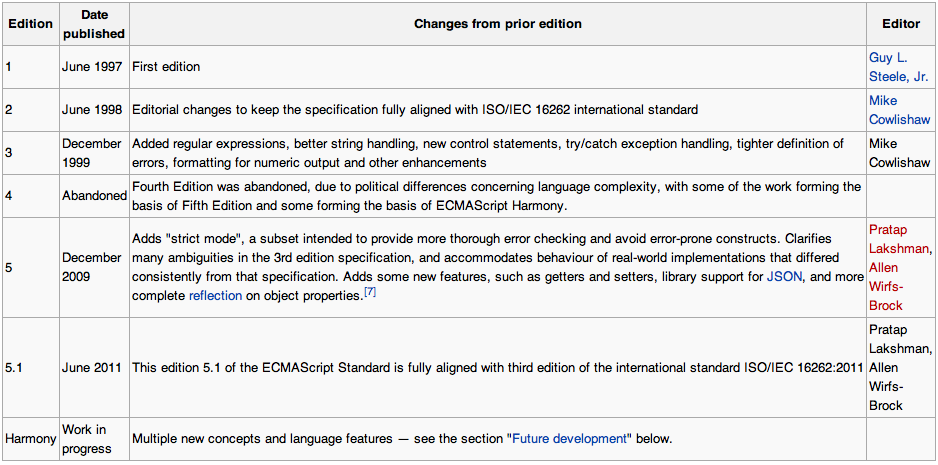 Edition Date published Changes from prior edition Editor
1 June 1997 First edition Guy L.
Steele, Jr.
2 June 1998 Editorial changes to keep the specification fully aligned with ISO/IEC 16262 international standard Mike
Cowlishaw
3 December
1999
Added regular expressions, better string handling, new control statements, try/catch exception handling, tighter definition of
errors, formatting for numeric output and other enhancements
Mike
Cowlishaw
4 Abandoned
Fourth Edition was abandoned, due to political differences concerning language complexity, with some of the work forming the
basis of Fifth Edition and some forming the basis of ECMAScript Harmony.
5 December
2009
Adds "strict mode", a subset intended to provide more thorough error checking and avoid error-prone constructs. Clarifies
many ambiguities in the 3rd edition specification, and accommodates behaviour of real-world implementations that differed
consistently from that specification. Adds some new features, such as getters and setters, library support for JSON, and more
complete reflection on object properties.[7]
Pratap
Lakshman,
Allen
Wirfs-
Brock
5.1 June 2011 This edition 5.1 of the ECMAScript Standard is fully aligned with third edition of the international standard ISO/IEC 16262:2011
Pratap
Lakshman,
Allen
Wirfs-
Brock
Harmony Work in
progress
Multiple new concepts and language features — see the section "Future development" below.